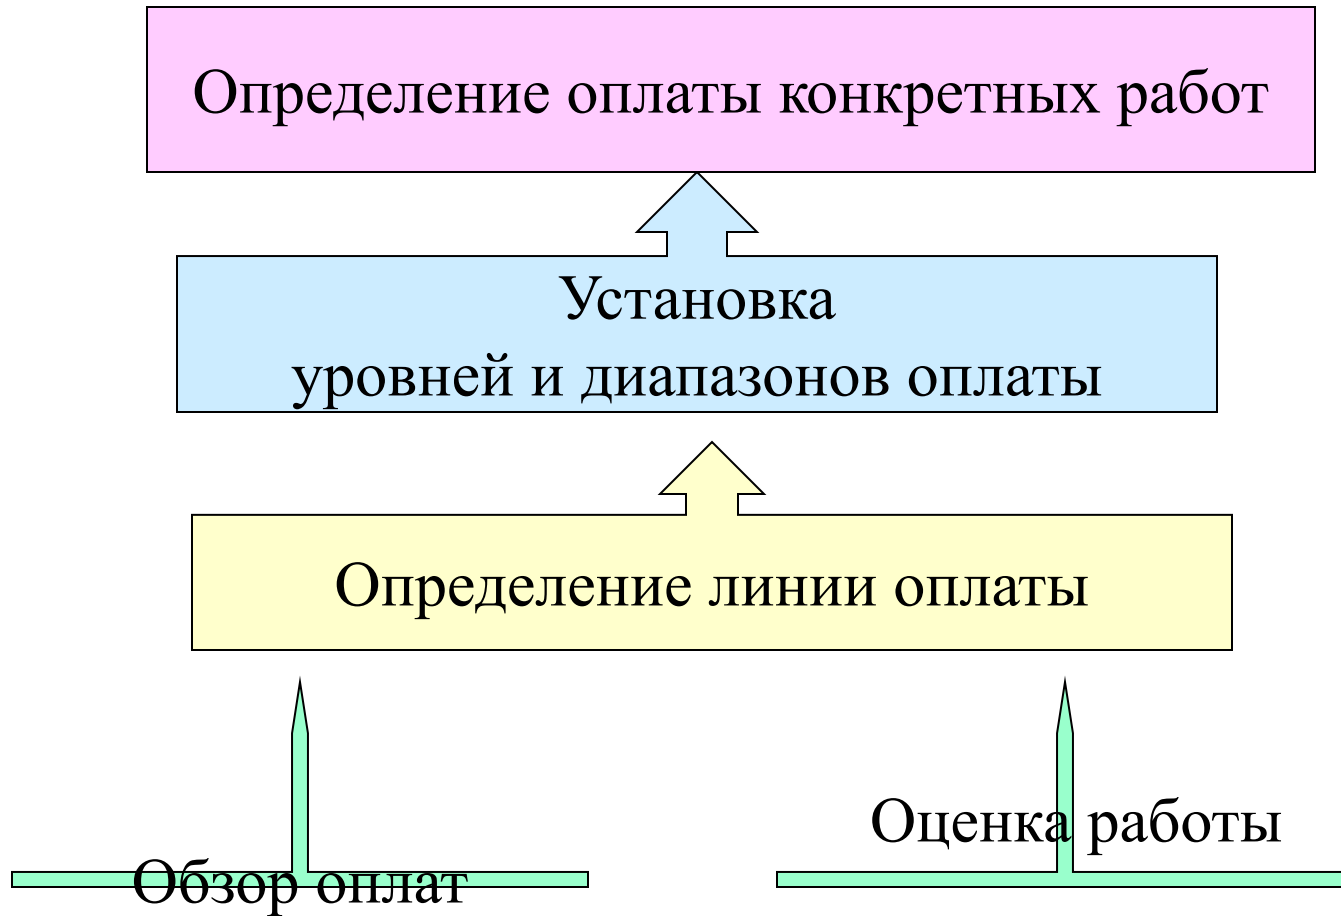 Определение оплаты конкретных работ
Установка
уровней и диапазонов оплаты
Определение линии оплаты
Оценка работы
Обзор оплат